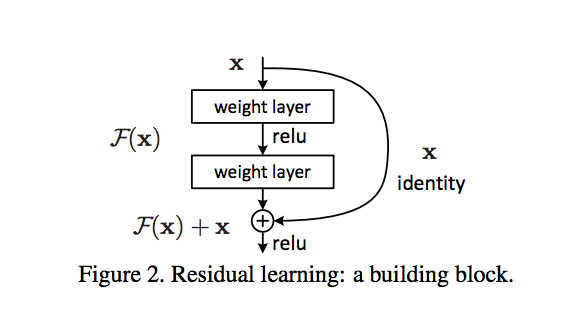 x
weight layer
F(x)
relu
x
weight layer
identity
F(x) + x
relu
Figure 2. Residual learning: a building block.